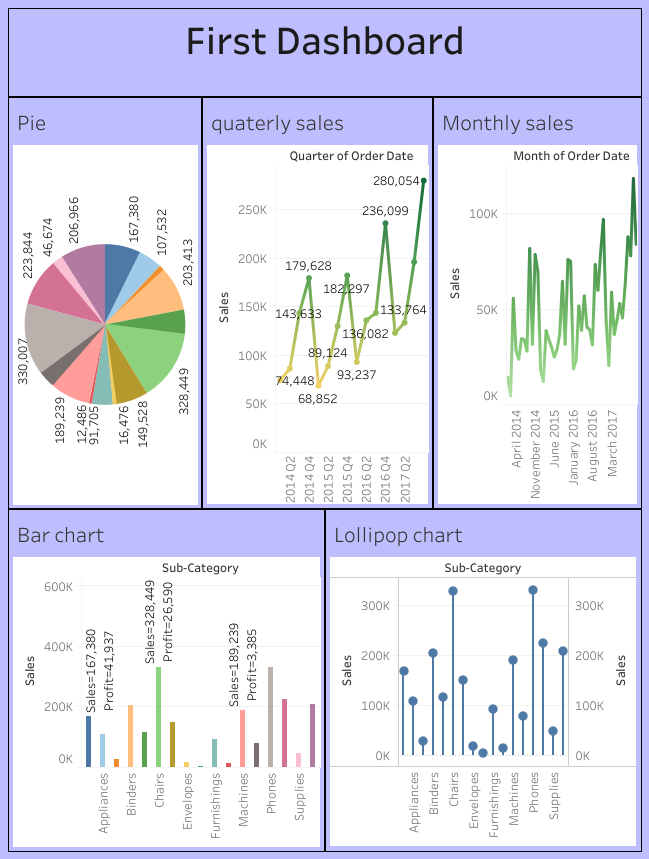 First Dashboard
Pie
quaterly sales
Monthly sales
206,966
167,380
46,674
107,532
223,844
203,413
330,007
328,449
189,239
12,486
91,705
16,476
149,528
Quarter of Order Date
Sales
250K
200K
150K
100K
50K
0K
280,054
236,099
179,628
182,297
143,633
133,764
136,082
89,124
93,237
74,448
68,852
2014 Q2
2014 Q4
2015 Q2
2015 Q4
2016 Q2
2016 Q4
2017 Q2
Month of Order Date
Sales
100K
50K
0K
April 2014
November 2014
June 2015
January 2016
August 2016
March 2017
Bar chart
Lollipop chart
Sub-Category
Sales
600K
400K
200K
0K
Sales=167,380
Profit=41,937
Sales=328,449
Profit=26,590
Sales=189,239
Profit=3,385
Appliances
Binders
Chairs
Envelopes
Furnishings
Machines
Phones
Supplies
Sub-Category
Sales
300K
200K
100K
0K
300K
200K
100K
0K
Sales
Appliances
Binders
Chairs
Envelopes
Furnishings
Machines
Phones
Supplies